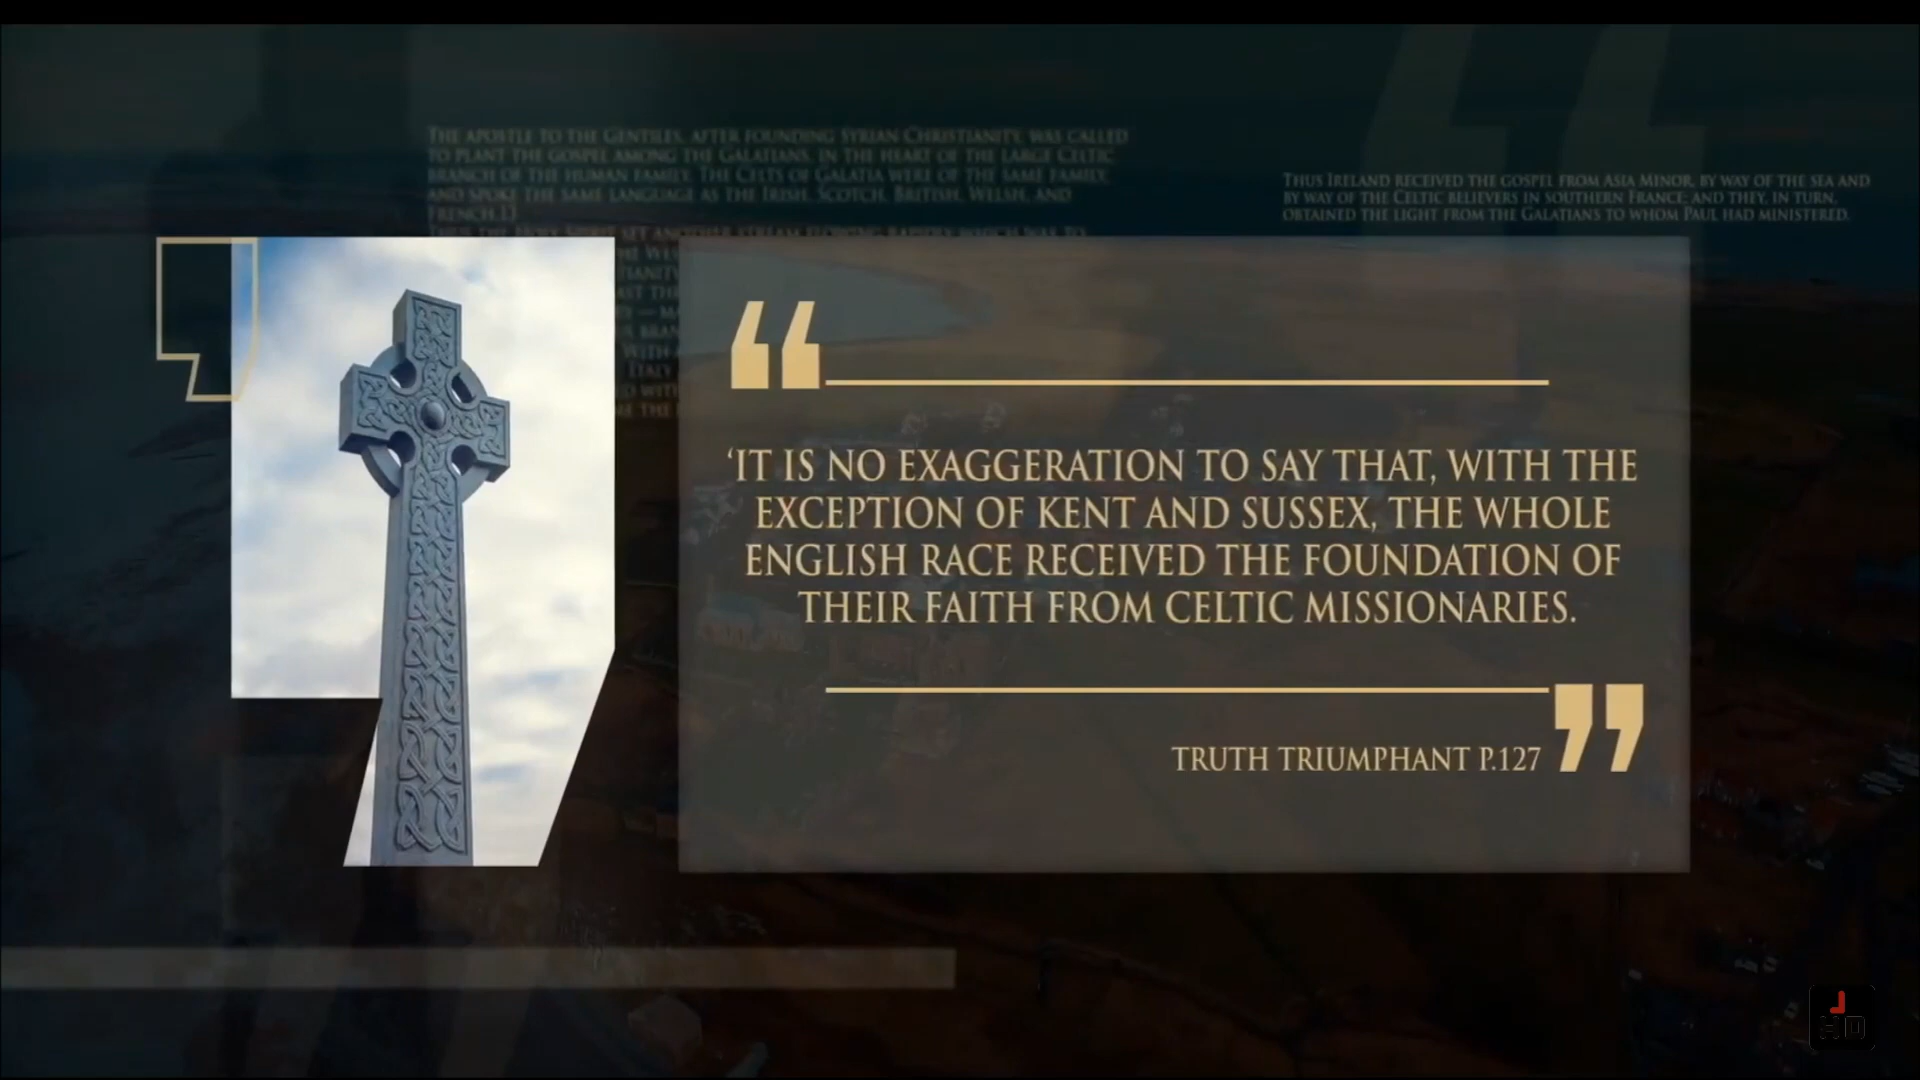 THE APOSTLE TO THE GENTILES, AFTER FOUNDING SYRIAN CHRISTIANITY, WAS CALLED
TO PLANT THE GOSPEL AMONG THE GALATIANS, IN THE HEART OF THE LARGE CELTIC
BRANCH OF THE HUMAN FAMILY. THE CELTS OF GALATIA WERE OF THE SAME FAMILY,
AND SPOKE THE SAME LANGUAGE AS THE IRISH, SCOTCH, BRITISH, WELSH, AND
FRENCH.13
THUS IRELAND RECEIVED THE GOSPEL FROM ASIA MINOR, BY WAY OF THE SEA AND
BY WAY OF THE CELTIC BELIEVERS IN SOUTHERN FRANCE; AND THEY, IN TURN,
OBTAINED THE LIGHT FROM THE GALATIANS TO WHOM PAUL HAD MINISTERED.
“
‘IT IS NO EXAGGERATION TO SAY THAT, WITH THE
EXCEPTION OF KENT AND SUSSEX, THE WHOLE
ENGLISH RACE RECEIVED THE FOUNDATION OF
THEIR FAITH FROM CELTIC MISSIONARIES.
TRUTH TRIUMPHANT P.127 ”
J
HD